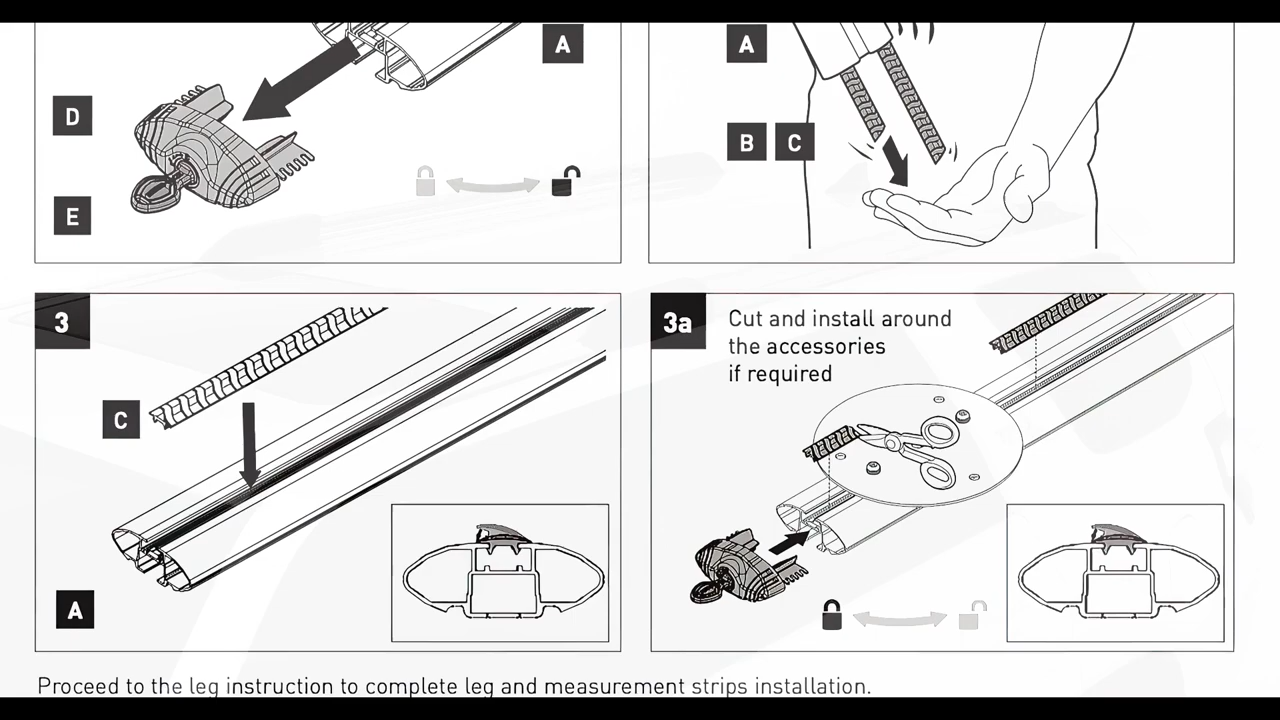 A
D
E
A
B C
3
C
A
3a
Cut and install around
the accessories
if required
Proceed to the leg instruction to complete leg and measurement strips installation.